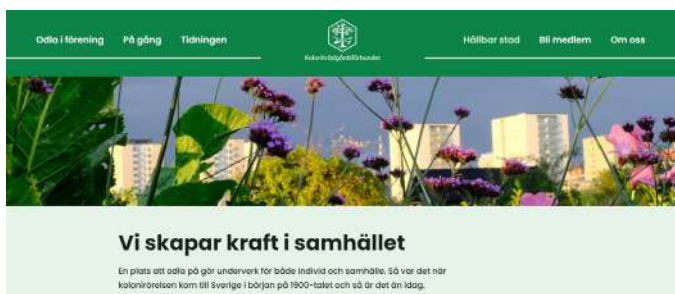 Odla i förening På gång Tidningen Hållbar stad Bli medlem Om oss
Koloniträdgårdsförbundet
Vi skapar kraft i samhället
En plats att odla på gör underverk för både individ och samhälle. Så var det när
kolonirörelsen kom till Sverige i början på 1900-talet och så är det än idag.